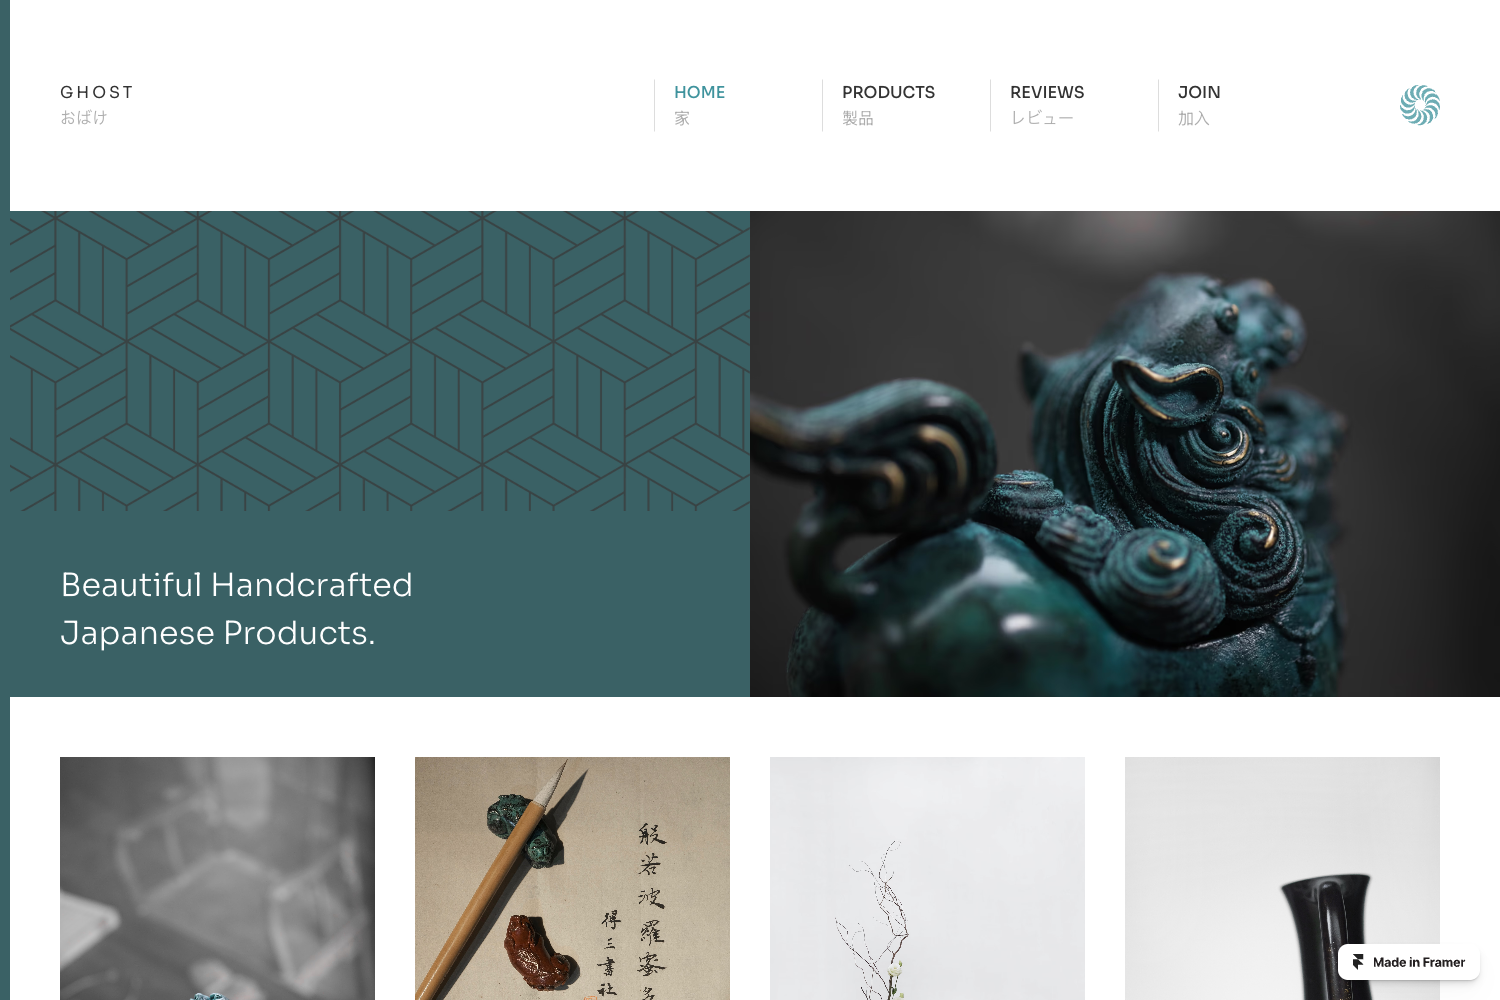 GHOST
おばけ
HOME
家
PRODUCTS
製品
REVIEWS
レビュー
JOIN
加入
Beautiful Handcrafted
Japanese Products.
般若波羅蜜多
得三書社
Made in Framer